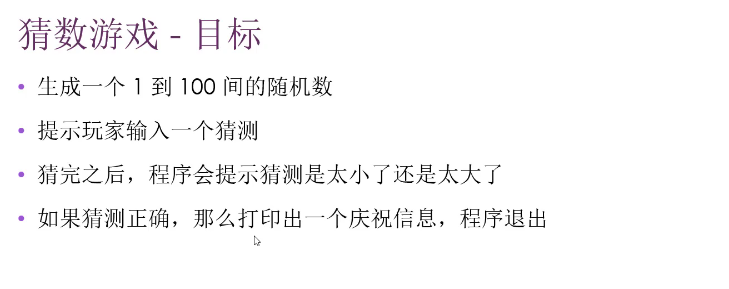 猜数游戏 - 目标
• 生成一个 1 到 100 间的随机数
• 提示玩家输入一个猜测
• 猜完之后，程序会提示猜测是太小了还是太大了
• 如果猜测正确，那么打印出一个庆祝信息，程序退出